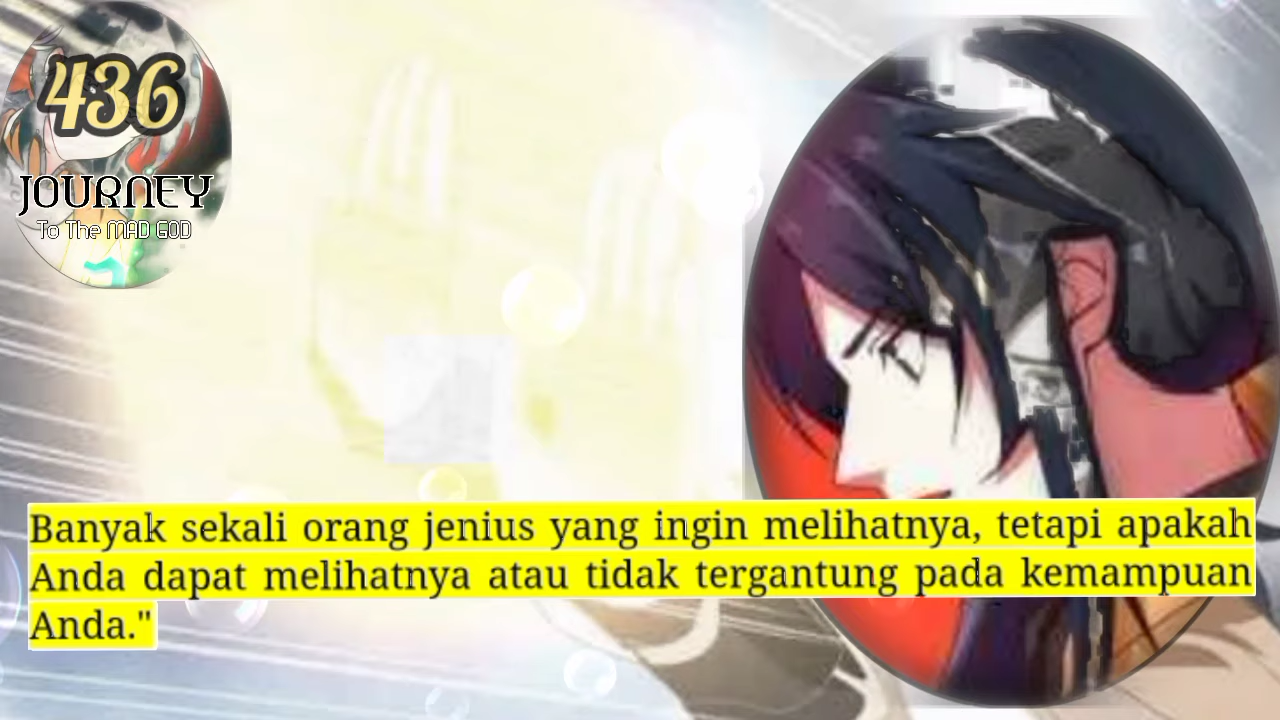 436
JOURNEY
To The MAD GOD
Banyak sekali orang jenius yang ingin melihatnya, tetapi apakah
Anda dapat melihatnya atau tidak tergantung pada kemampuan
Anda."